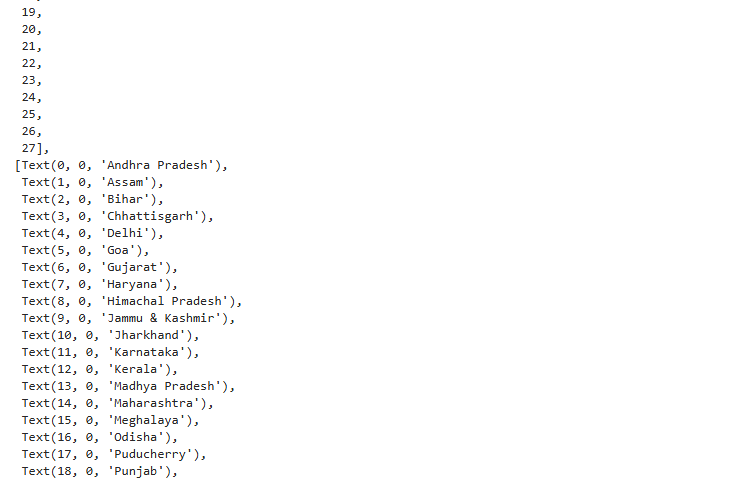 19,
20,
21,
22,
23,
24,
25,
26,
27],
[Text(0, 0, 'Andhra Pradesh'),
Text(1, 0, 'Assam'),
Text(2, 0, 'Bihar'),
Text(3, 0, 'Chhattisgarh'),
Text(4, 0, 'Delhi'),
Text(5, 0, 'Goa'),
Text(6, 0, 'Gujarat'),
Text(7, 0, 'Haryana'),
Text(8, 0, 'Himachal Pradesh'),
Text(9, 0, 'Jammu & Kashmir'),
Text(10, 0, 'Jharkhand'),
Text(11, 0, 'Karnataka'),
Text(12, 0, 'Kerala'),
Text(13, 0, 'Madhya Pradesh'),
Text(14, 0, 'Maharashtra'),
Text(15, 0, 'Meghalaya'),
Text(16, 0, 'Odisha'),
Text(17, 0, 'Puducherry'),
Text(18, 0, 'Punjab'),